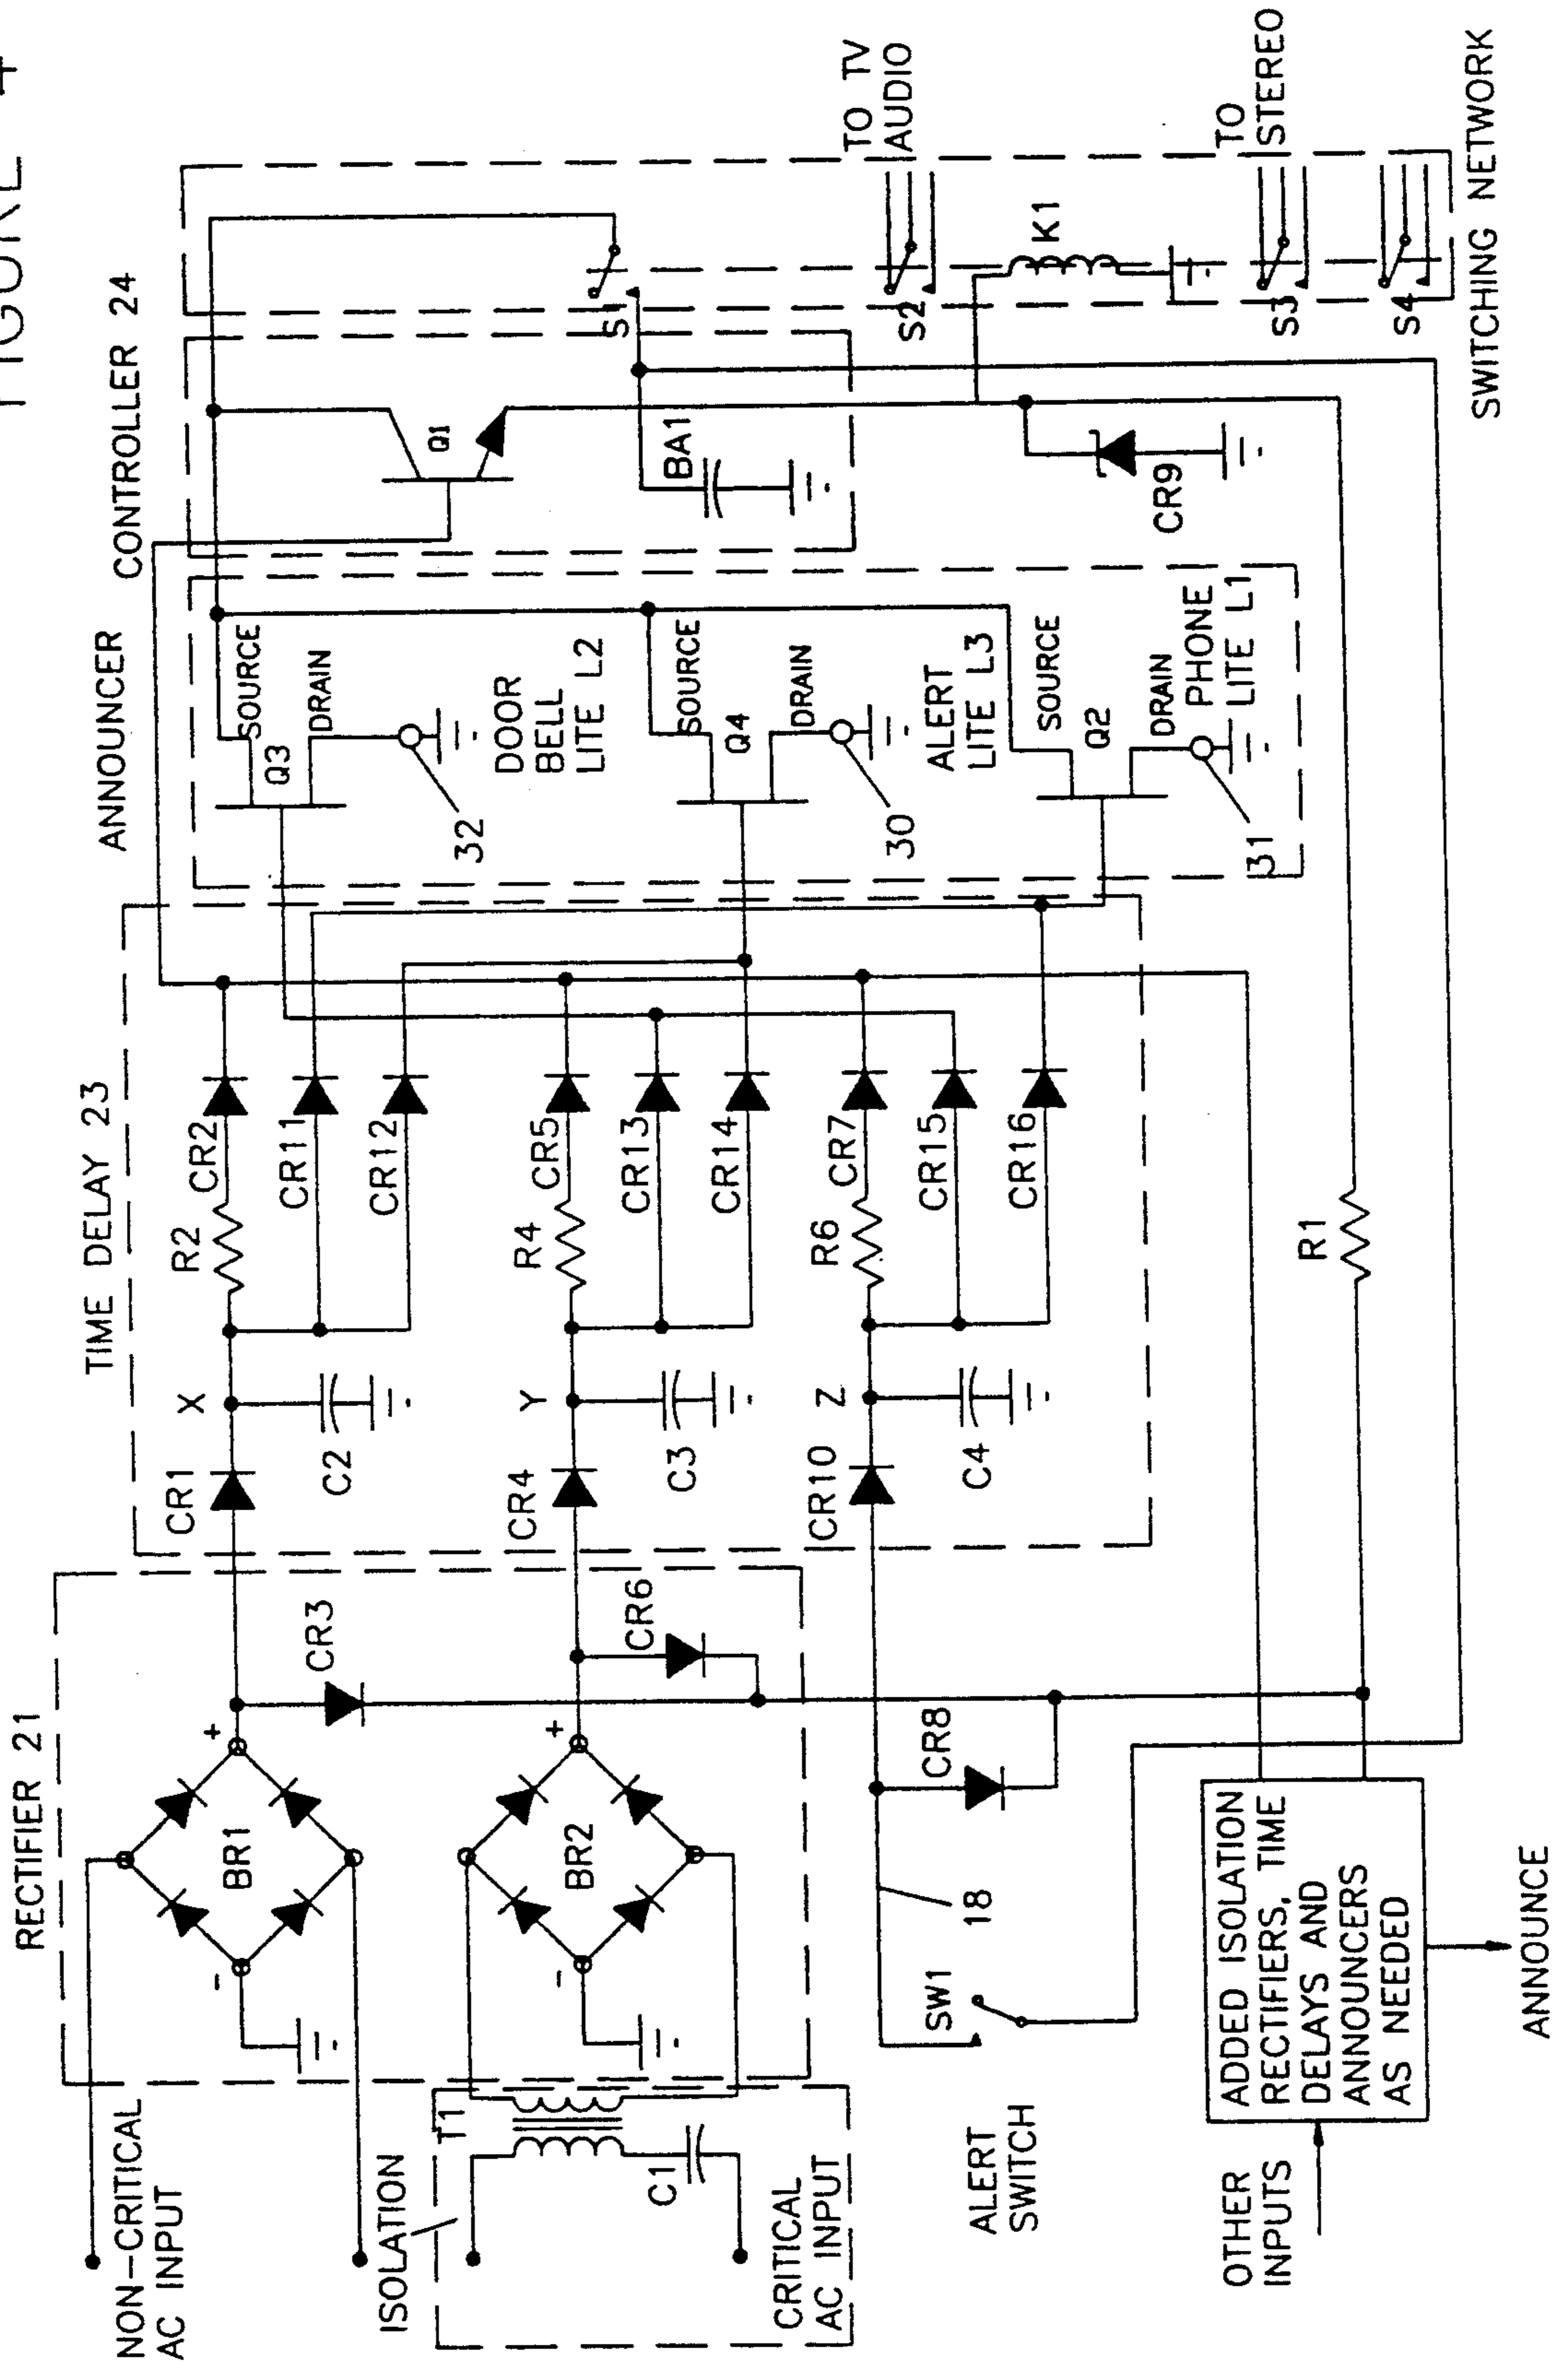 FIGURE 4
RECTIFIER 21
TIME DELAY 23
ANNOUNCER
CONTROLLER 24
NON-CRITICAL
AC INPUT
BR1
+
-
CR3
CR1
X
C2
R2
CR2
CR11
CR12
SOURCE
Q3
DRAIN
32
DOOR
BELL
LITE L2
Q1
S1
BA1
ISOLATION
T1
C1
CRITICAL
AC INPUT
BR2
+
-
CR6
CR4
Y
C3
R4
CR5
CR13
CR14
SOURCE
Q4
DRAIN
30
ALERT
LITE L3
TO TV
AUDIO
S2
K1
ALERT
SWITCH
SW1
18
CR8
CR10
Z
C4
R6
CR7
CR15
CR16
SOURCE
Q2
DRAIN
31
PHONE
LITE L1
CR9
TO
STEREO
S3
S4
SWITCHING NETWORK
R1
OTHER
INPUTS
ADDED ISOLATION
RECTIFIERS, TIME
DELAYS AND
ANNOUNCERS
AS NEEDED
ANNOUNCE